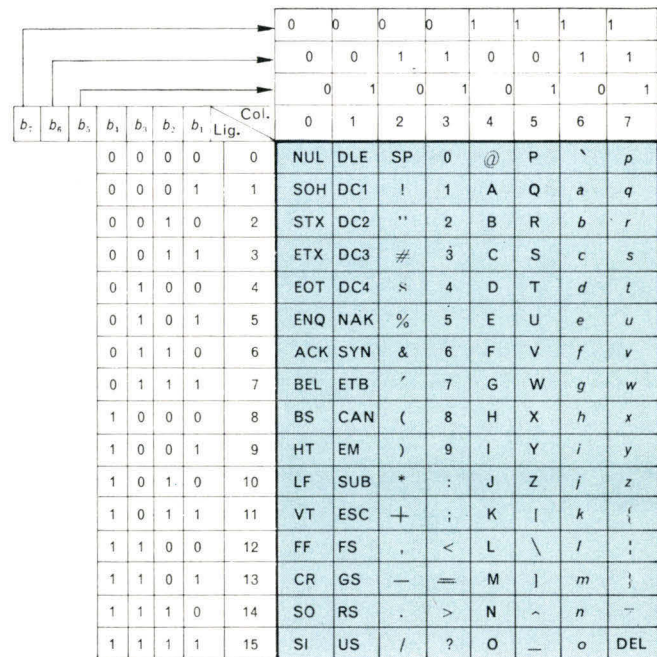 0 0 0 0 1 1 1 1
0 0 1 1 0 0 1 1
0 1 0 1 0 1 0 1
b₇ b₆ b₅ b₄ b₃ b₂ b₁ Lig. Col. 0 1 2 3 4 5 6 7
0 0 0 0 0 NUL DLE SP 0 @ P ` p
0 0 0 1 1 SOH DC1 ! 1 A Q a q
0 0 1 0 2 STX DC2 '' 2 B R b r
0 0 1 1 3 ETX DC3 # 3 C S c s
0 1 0 0 4 EOT DC4 4 D T d t
0 1 0 1 5 ENQ NAK % 5 E U e u
0 1 1 0 6 ACK SYN & 6 F V f v
0 1 1 1 7 BEL ETB ′ 7 G W g w
1 0 0 0 8 BS CAN ( 8 H X h x
1 0 0 1 9 HT EM ) 9 I Y i y
1 0 1 0 10 LF SUB * : J Z j z
1 0 1 1 11 VT ESC + ; K [ k {
1 1 0 0 12 FF FS , < L \ l ¦
1 1 0 1 13 CR GS — = M ] m }
1 1 1 0 14 SO RS . > N ^ n
1 1 1 1 15 SI US / ? O _ o DEL